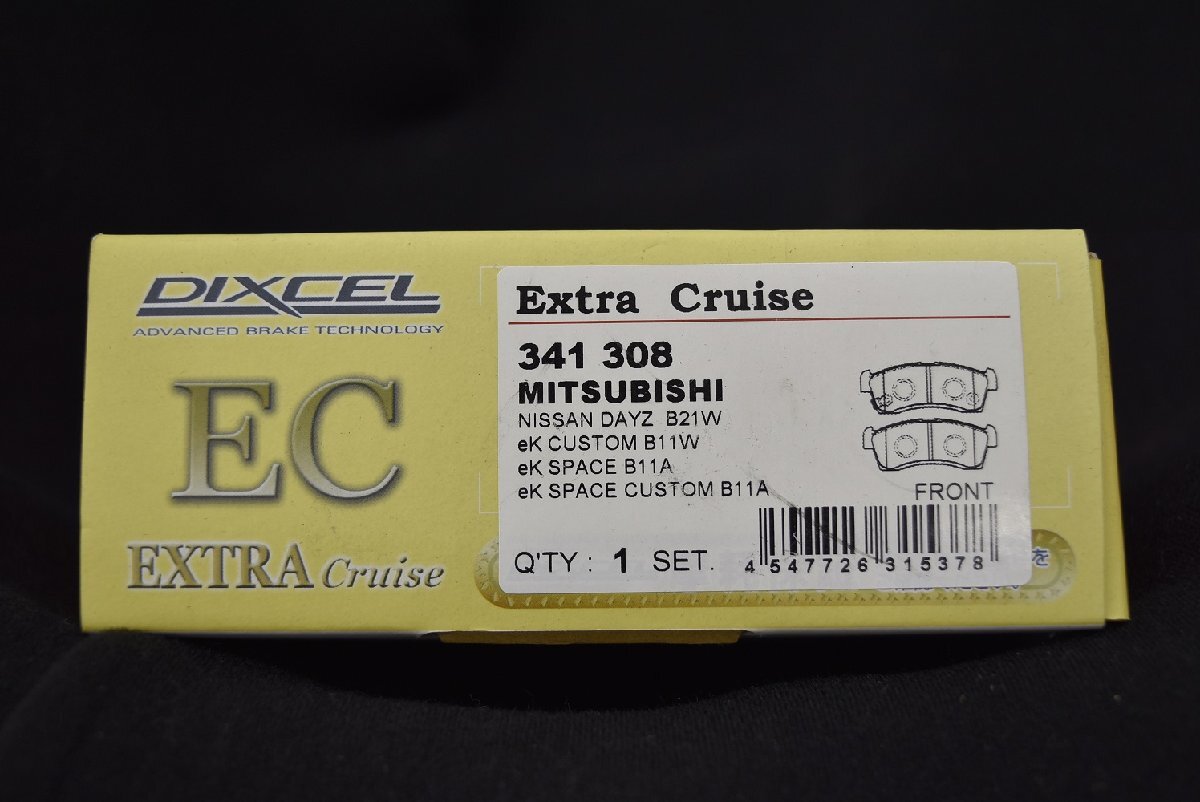 DIXCEL
ADVANCED BRAKE TECHNOLOGY
EC
EXTRA Cruise
Extra Cruise
341 308
MITSUBISHI
NISSAN DAYZ B21W
eK CUSTOM B11W
eK SPACE B11A
eK SPACE CUSTOM B11A
FRONT
Q'TY : 1 SET.
4 547726 315378
を